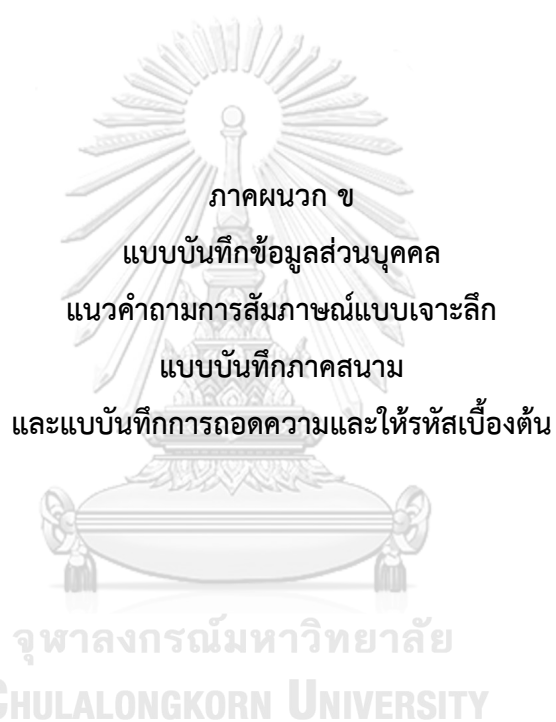 ภาคผนวก ข
แบบบันทึกข้อมูลส่วนบุคคล
แนวคำถามการสัมภาษณ์แบบเจาะลึก
แบบบันทึกภาคสนาม
และแบบันทึกการถอดความและให้รหัสเบื้องต้น
จุฬาลงกรณ์มหาวิทยาลัย
CHULALONGKORN UNIVERSITY